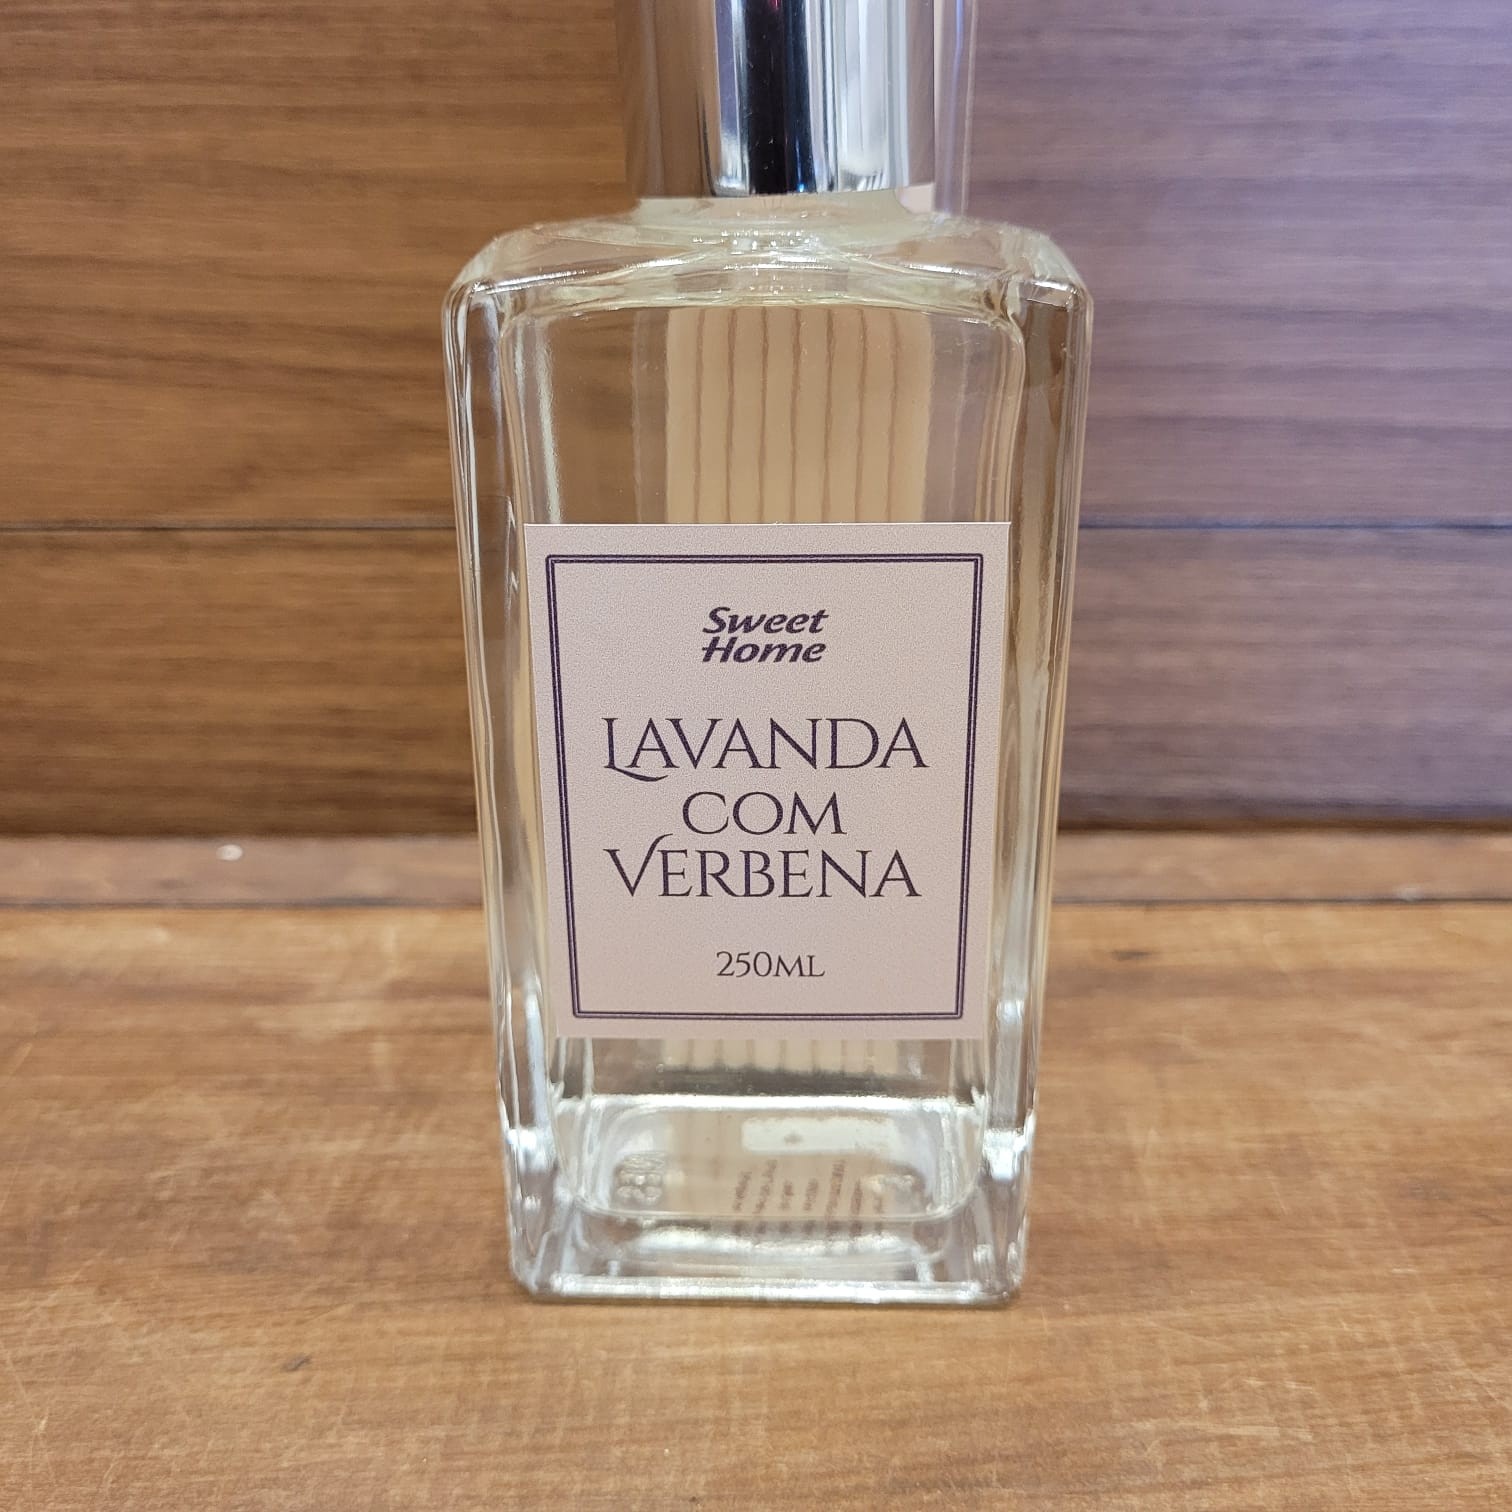 Sweet
Home
LAVANDA
COM
VERBENA
250ML